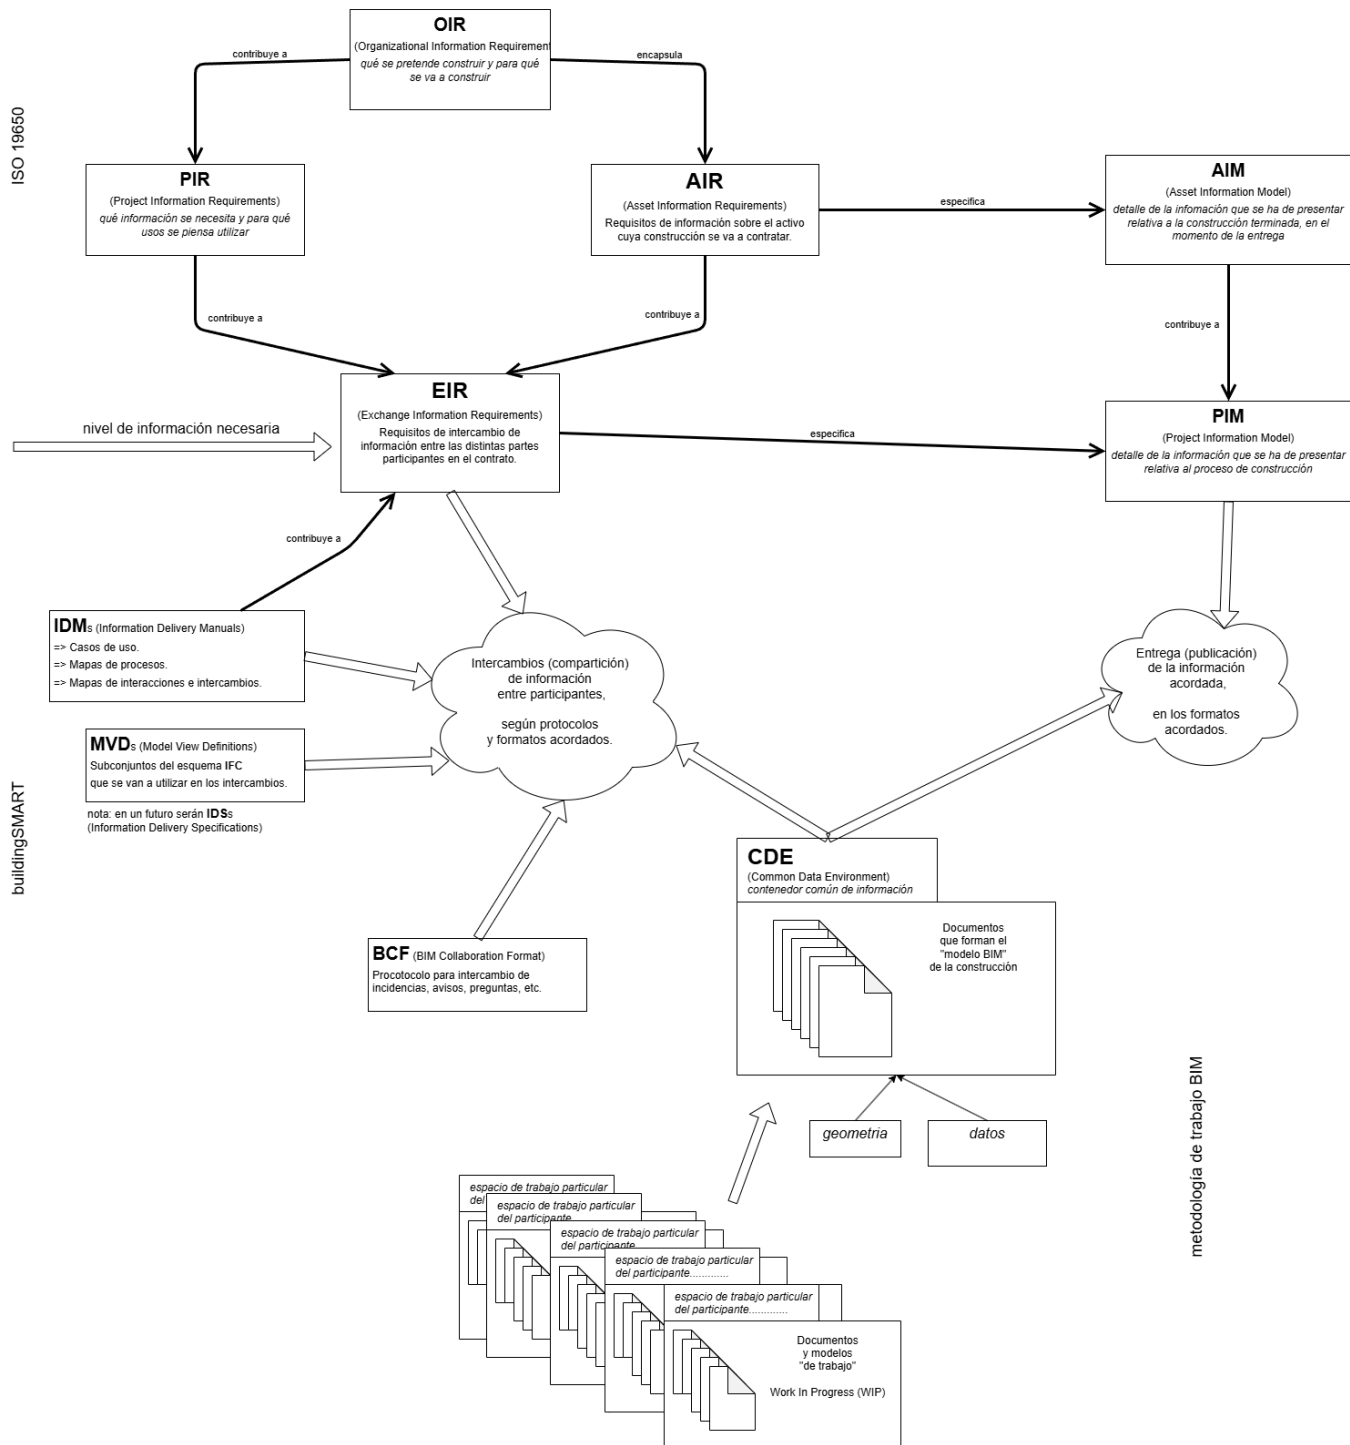 OIR
(Organizational Information Requirement
qué se pretende construir y para qué
se va a construir
contribuye a
encapsula
ISO 19650
PIR
(Project Information Requirements)
qué información se necesita y para qué
usos se piensa utilizar
AIR
(Asset Information Requirements)
Requisitos de información sobre el activo
cuya construcción se va a contratar.
especifica
AIM
(Asset Information Model)
detalle de la infomación que se ha de presentar
relativa a la construcción terminada, en el
momento de la entrega
contribuye a
contribuye a
contribuye a
EIR
(Exchange Information Requirements)
Requisitos de intercambio de
información entre las distintas partes
participantes en el contrato.
nivel de información necesaria
especifica
PIM
(Project Information Model)
detalle de la información que se ha de presentar
relativa al proceso de construcción
contribuye a
IDMs (Information Delivery Manuals)
=> Casos de uso.
=> Mapas de procesos.
=> Mapas de interacciones e intercambios.
MVDs (Model View Definitions)
Subconjuntos del esquema IFC
que se van a utilizar en los intercambios.
nota: en un futuro serán IDSs
(Information Delivery Specifications)
buildingSMART
Intercambios (compartición)
de información
entre participantes,
según protocolos
y formatos acordados.
Entrega (publicación)
de la información
acordada,
en los formatos
acordados.
BCF (BIM Collaboration Format)
Procotocolo para intercambio de
incidencias, avisos, preguntas, etc.
CDE
(Common Data Environment)
contenedor común de información
Documentos
que forman el
"modelo BIM"
de la construcción
geometria
datos
metodología de trabajo BIM
espacio de trabajo particular
del
espacio de trabajo particular
del participante
espacio de trabajo particular
del participante
espacio de trabajo particular
del participante.............
espacio de trabajo particular
del participante.............
Documentos
y modelos
"de trabajo"
Work In Progress (WIP)